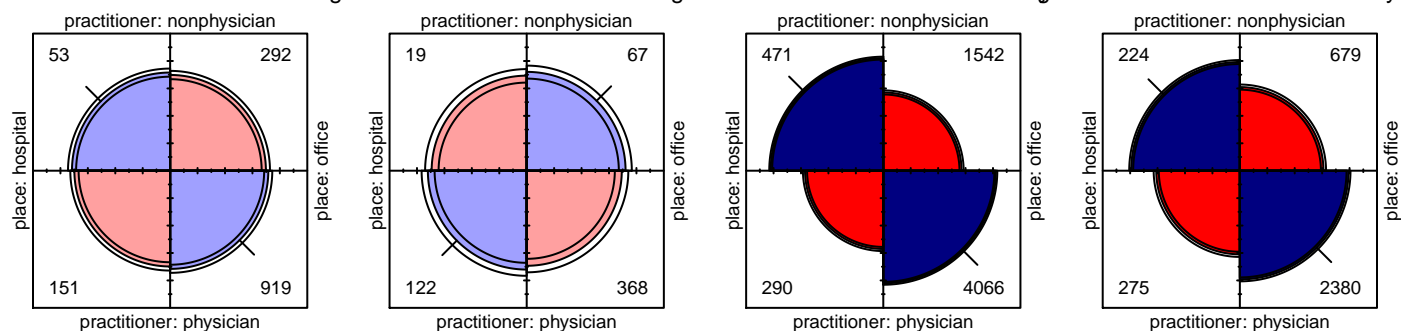 practitioner: nonphysician
53 292
place: hospital
place: office
151 919
practitioner: physician
practitioner: nonphysician
19 67
place: hospital
place: office
122 368
practitioner: physician
practitioner: nonphysician
471 1542
place: hospital
place: office
290 4066
practitioner: physician
practitioner: nonphysician
224 679
place: hospital
place: office
275 2380
practitioner: physician